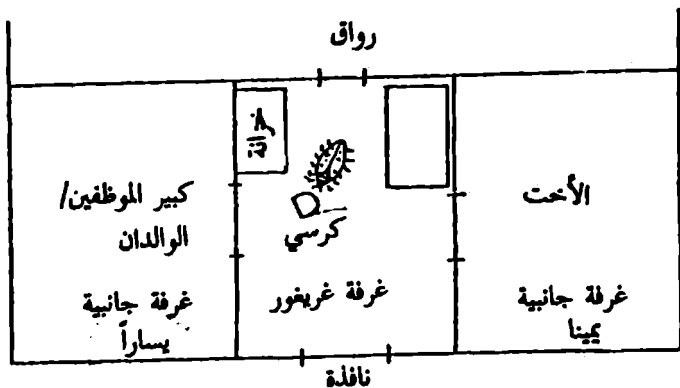 رواق
كبير الموظفين/
الوالدان
غرفة جانبية
يساراً
كرسي
غرفة غريغور
الأخت
غرفة جانبية
يمينا
نافذة